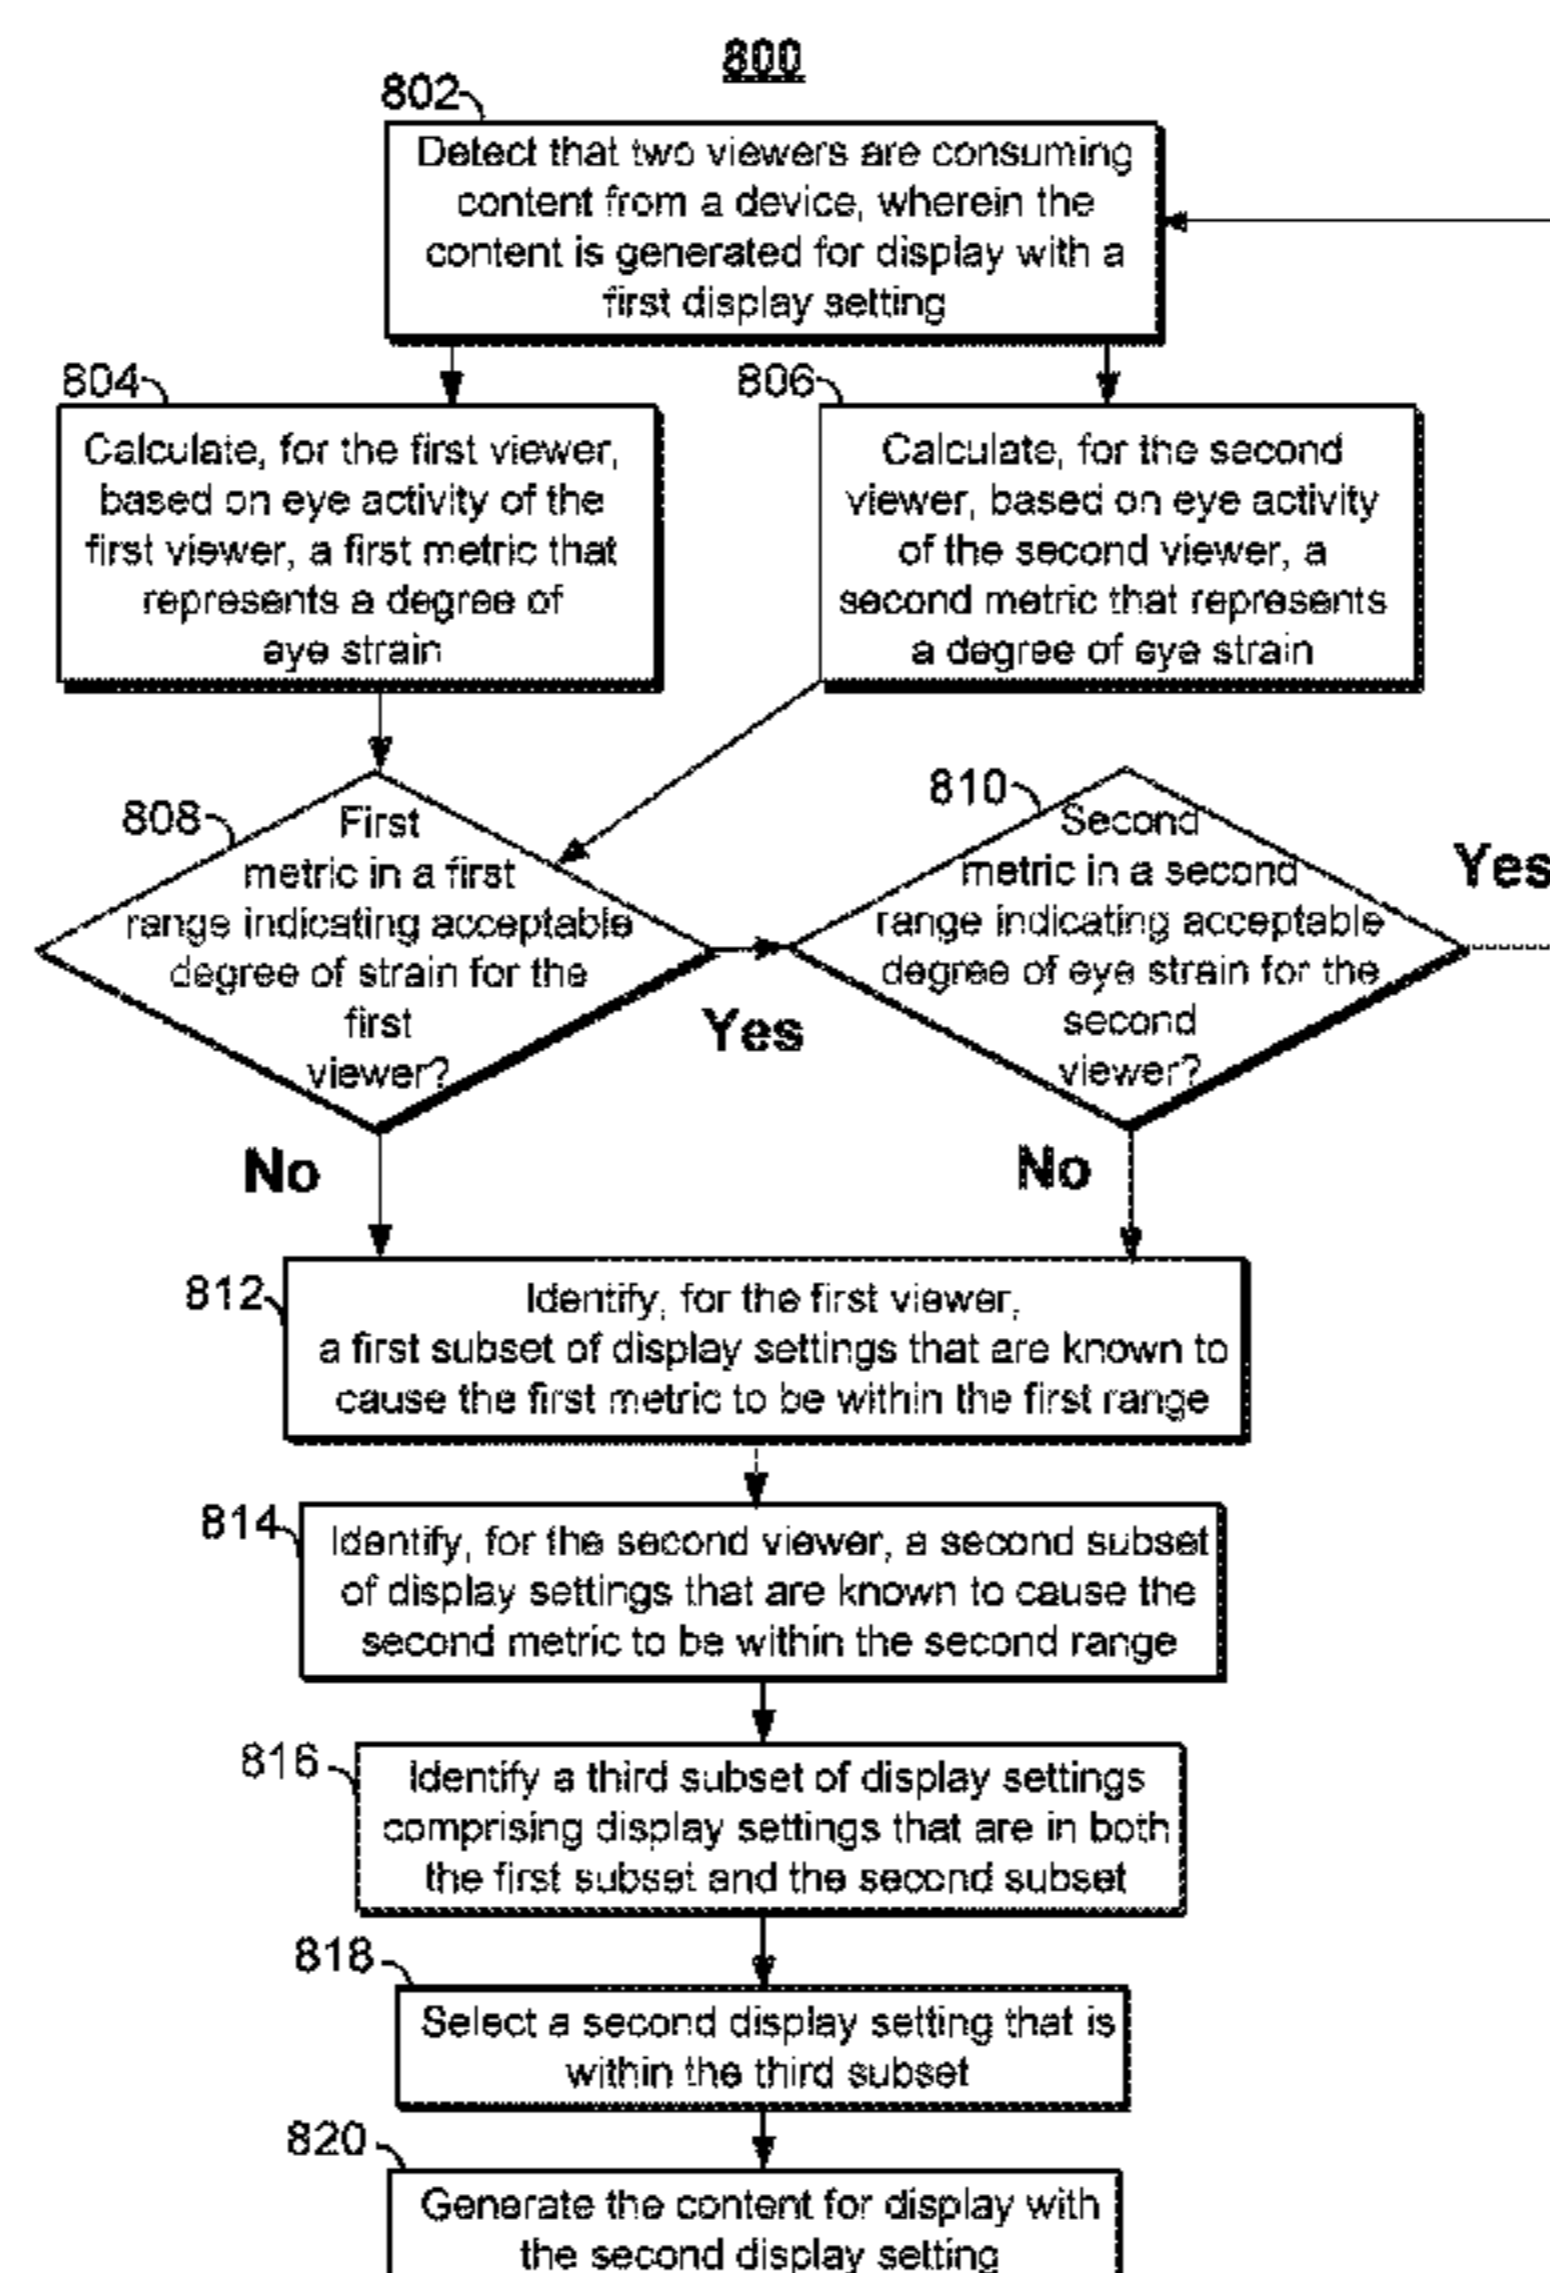 800
802
Detect that two viewers are consuming
content from a device, wherein the
content is generated for display with a
first display setting
804
Calculate, for the first viewer,
based on eye activity of the
first viewer, a first metric that
represents a degree of
eye strain
806
Calculate, for the second
viewer, based on eye activity
of the second viewer, a
second metric that represents
a degree of eye strain
808
First
metric in a first
range indicating acceptable
degree of strain for the
first
viewer?
Yes
No
810
Second
metric in a second
range indicating acceptable
degree of eye strain for the
second
viewer?
Yes
No
812
Identify, for the first viewer,
a first subset of display settings that are known to
cause the first metric to be within the first range
814
Identify, for the second viewer, a second subset
of display settings that are known to cause the
second metric to be within the second range
816
Identify a third subset of display settings
comprising display settings that are in both
the first subset and the second subset
818
Select a second display setting that is
within the third subset
820
Generate the content for display with
the second display setting